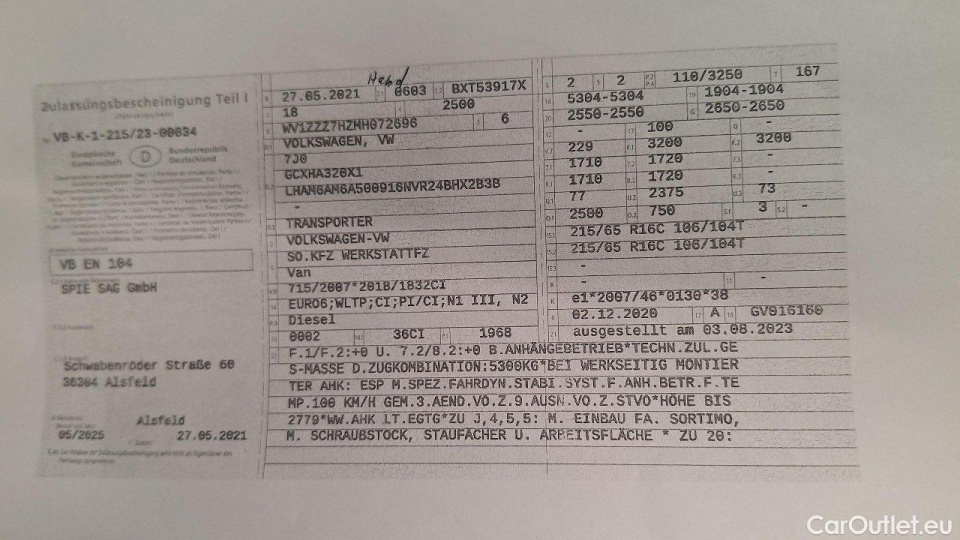 Zulassungsbescheinigung Teil I
VB-K-1-215/23-00034
Europäische Gemeinschaft
D
Bundesrepublik Deutschland
VB EN 104
SPIE SAG GmbH
Schwabenröder Straße 60
36304 Alsfeld
Alsfeld
05/2025
27.05.2021
27.05.2021 0603 BXT53917X
18 2500
WV1ZZZ7HZMH072696 6
VOLKSWAGEN, VW
7J0
GCXHA320X1
LHAM6AM6A500916NVR24BHX2B3B
-
TRANSPORTER
VOLKSWAGEN-VW
SO.KFZ WERKSTATTFZ
Van
715/2007*2018/1832CI
EURO6;WLTP;CI;PI/CI;N1 III, N2
Diesel
0002 36CI 1968
2 2 110/3250 167
5304-5304 1904-1904
2550-2550 2650-2650
- 100 -
229 3200 3200
1710 1720 -
1710 1720 -
77 2375 73
2500 750 3 -
215/65 R16C 106/104T
215/65 R16C 106/104T
-
- -
e1*2007/46*0130*38
02.12.2020 A GV016160
ausgestellt am 03.08.2023
F.1/F.2:+0 U. 7.2/8.2:+0 B.ANHÄNGEBETRIEB*TECHN.ZUL.GE
S-MASSE D.ZUGKOMBINATION:5300KG*BEI WERKSEITIG MONTIER
TER AHK: ESP M.SPEZ.FAHRDYN.STABI.SYST.F.ANH.BETR.F.TE
MP.100 KM/H GEM.3.AEND.VO.Z.9.AUSN.VO.Z.STVO*HÖHE BIS
2779*WW.AHK LT.EGTG*ZU J,4,5,5: M. EINBAU FA. SORTIMO,
M. SCHRAUBSTOCK, STAUFÄCHER U. ARBEITSFLÄCHE * ZU 20:
CarOutlet.eu